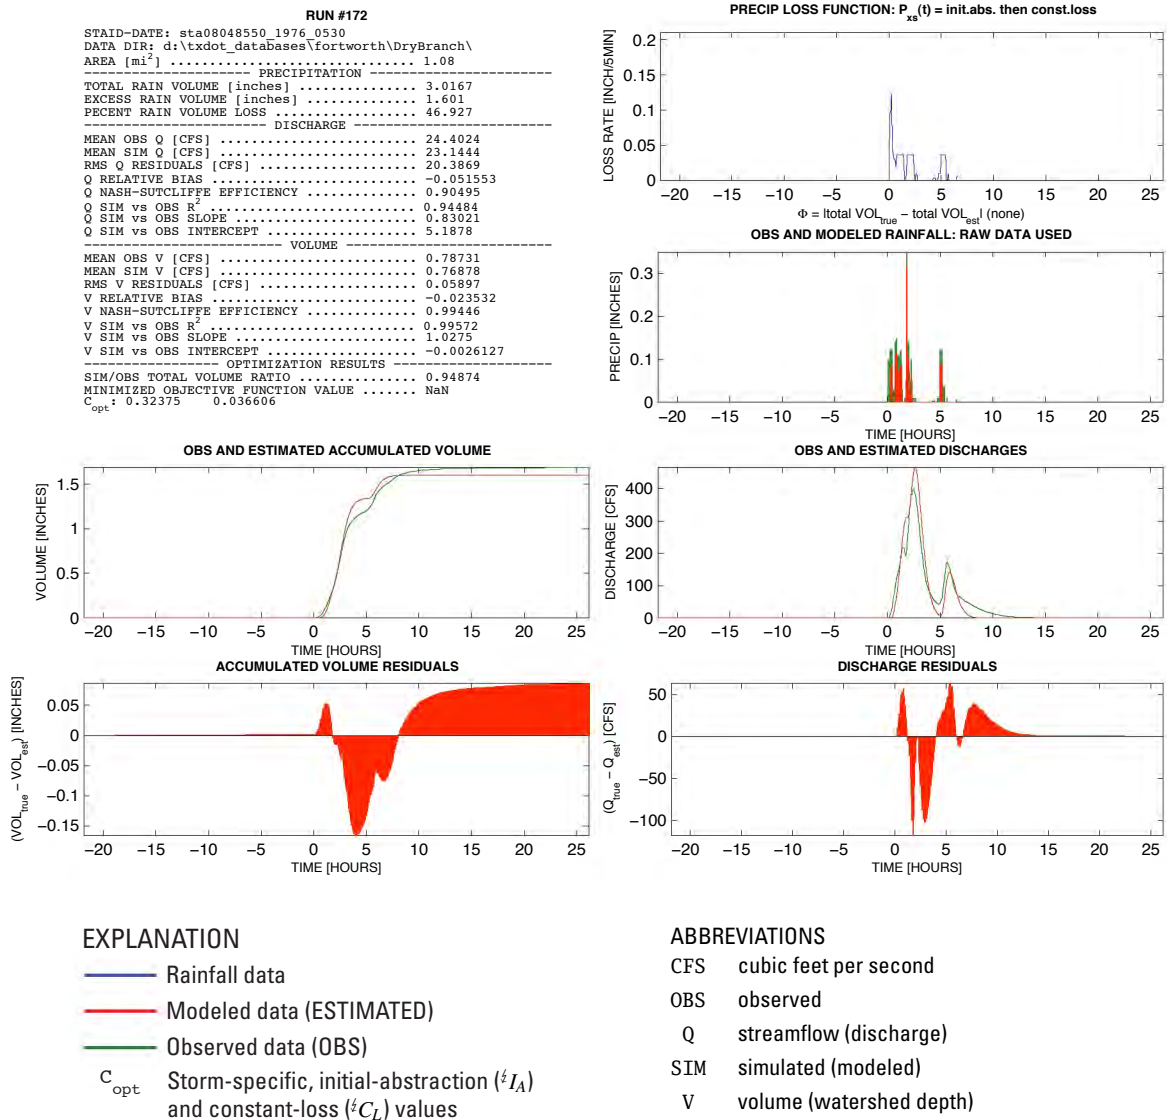 RUN #172
STAID-DATE: sta08048550_1976_0530
DATA DIR: d:\txdot_databases\fortworth\DryBranch\
AREA [mi2] ............................... 1.08
--------------------- PRECIPITATION -----------------------
TOTAL RAIN VOLUME [inches] ............... 3.0167
EXCESS RAIN VOLUME [inches] .............. 1.601
PECENT RAIN VOLUME LOSS .................. 46.927
----------------------- DISCHARGE -------------------------
MEAN OBS Q [CFS] ......................... 24.4024
MEAN SIM Q [CFS] ......................... 23.1444
RMS Q RESIDUALS [CFS] .................... 20.3869
Q RELATIVE BIAS .......................... -0.051553
Q NASH-SUTCLIFFE EFFICIENCY .............. 0.90495
Q SIM vs OBS R2 .......................... 0.94484
Q SIM vs OBS SLOPE ....................... 0.83021
Q SIM vs OBS INTERCEPT ................... 5.1878
------------------------- VOLUME --------------------------
MEAN OBS V [CFS] ......................... 0.78731
MEAN SIM V [CFS] ......................... 0.76878
RMS V RESIDUALS [CFS] .................... 0.05897
V RELATIVE BIAS .......................... -0.023532
V NASH-SUTCLIFFE EFFICIENCY .............. 0.99446
V SIM vs OBS R2 .......................... 0.99572
V SIM vs OBS SLOPE ....................... 1.0275
V SIM vs OBS INTERCEPT ................... -0.0026127
----------------- OPTIMIZATION RESULTS --------------------
SIM/OBS TOTAL VOLUME RATIO ............... 0.94874
MINIMIZED OBJECTIVE FUNCTION VALUE ....... NaN
Copt: 0.32375 0.036606
PRECIP LOSS FUNCTION: Pxs(t) = init.abs. then const.loss
LOSS RATE [INCH/5MIN]
0.2
0.15
0.1
0.05
0
−20 −15 −10 −5 0 5 10 15 20 25
Φ = |total VOLtrue − total VOLest| (none)
OBS AND MODELED RAINFALL: RAW DATA USED
PRECIP [INCHES]
0.3
0.2
0.1
0
−20 −15 −10 −5 0 5 10 15 20 25
TIME [HOURS]
OBS AND ESTIMATED ACCUMULATED VOLUME
VOLUME [INCHES]
1.5
1
0.5
0
−20 −15 −10 −5 0 5 10 15 20 25
TIME [HOURS]
OBS AND ESTIMATED DISCHARGES
DISCHARGE [CFS]
400
300
200
100
0
−20 −15 −10 −5 0 5 10 15 20 25
TIME [HOURS]
ACCUMULATED VOLUME RESIDUALS
(VOLtrue − VOLest) [INCHES]
0.05
0
−0.05
−0.1
−0.15
−20 −15 −10 −5 0 5 10 15 20 25
TIME [HOURS]
DISCHARGE RESIDUALS
(Qtrue − Qest) [CFS]
50
0
−50
−100
−20 −15 −10 −5 0 5 10 15 20 25
TIME [HOURS]
EXPLANATION
Rainfall data
Modeled data (ESTIMATED)
Observed data (OBS)
Copt Storm-specific, initial-abstraction (IA)
and constant-loss (CL) values
ABBREVIATIONS
CFS cubic feet per second
OBS observed
Q streamflow (discharge)
SIM simulated (modeled)
V volume (watershed depth)